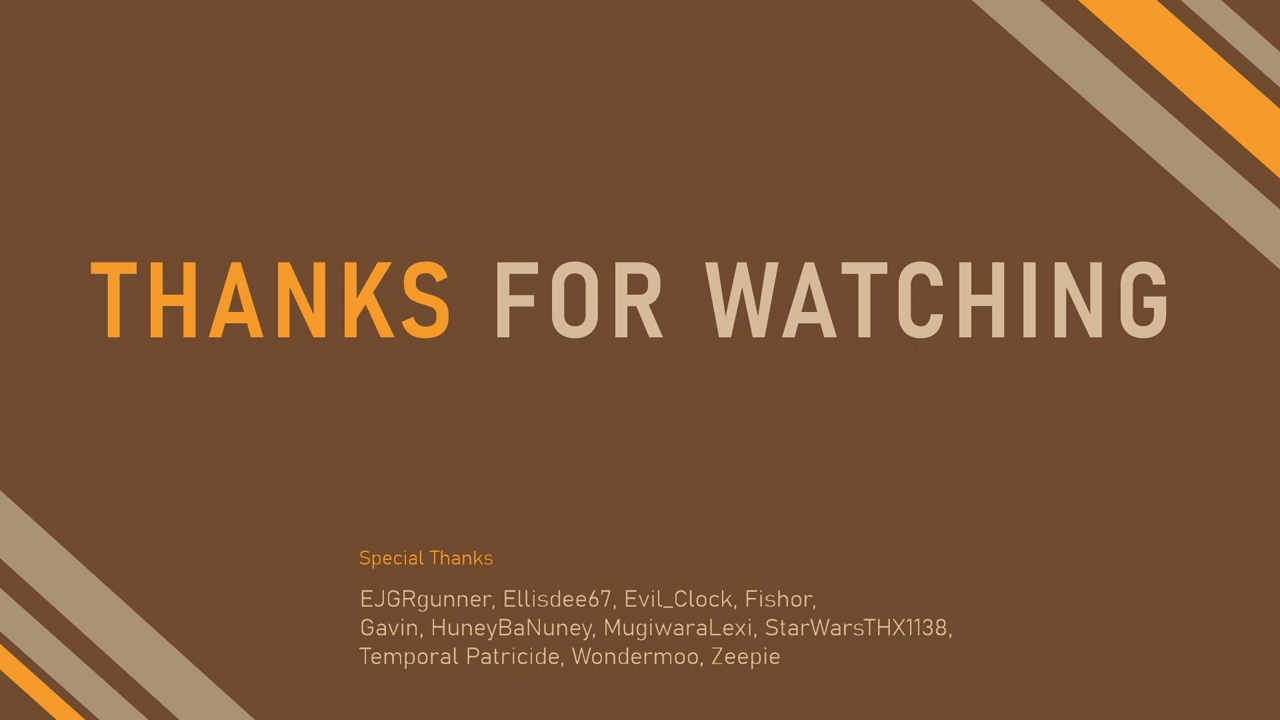 THANKS FOR WATCHING
Special Thanks
EJGRgunner, Ellisdee67, Evil_Clock, Fishor,
Gavin, HuneyBaNuney, MugiwaraLexi, StarWarsTHX1138,
Temporal Patricide, Wondermoo, Zeepie